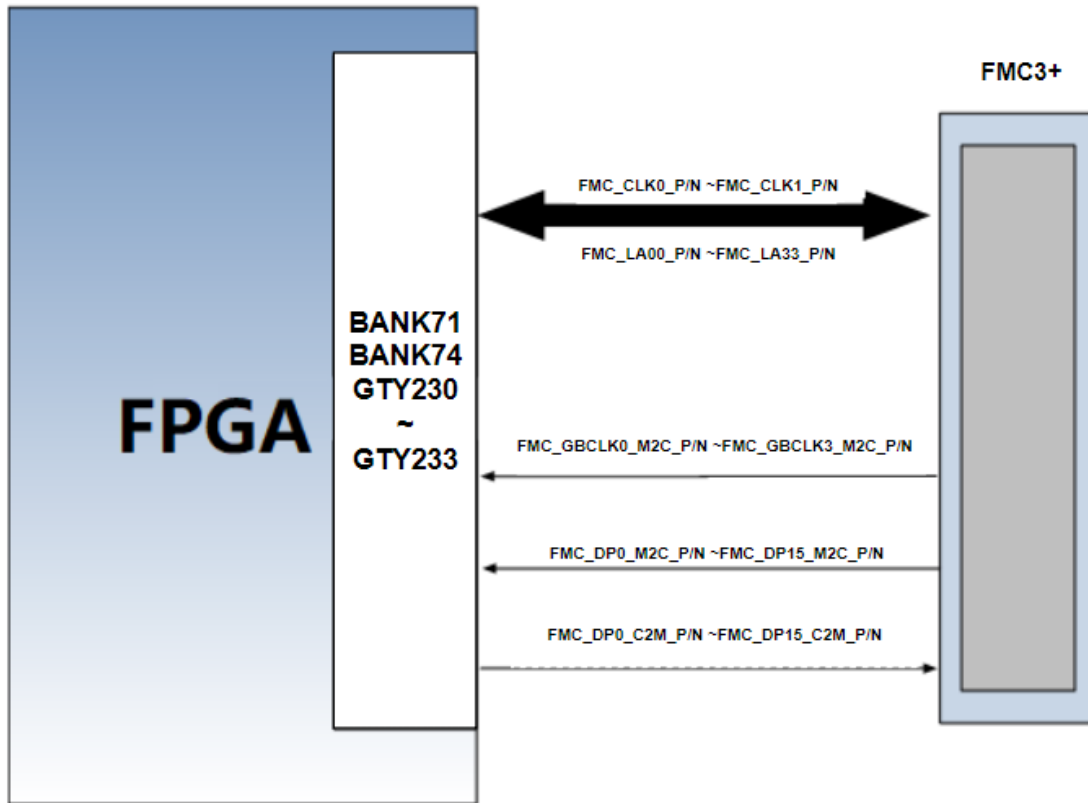 FMC3+
FMC_CLK0_P/N ~FMC_CLK1_P/N
FMC_LA00_P/N ~FMC_LA33_P/N
BANK71
BANK74
GTY230
~
GTY233
FPGA
FMC_GBCLK0_M2C_P/N ~FMC_GBCLK3_M2C_P/N
FMC_DP0_M2C_P/N ~FMC_DP15_M2C_P/N
FMC_DP0_C2M_P/N ~FMC_DP15_C2M_P/N